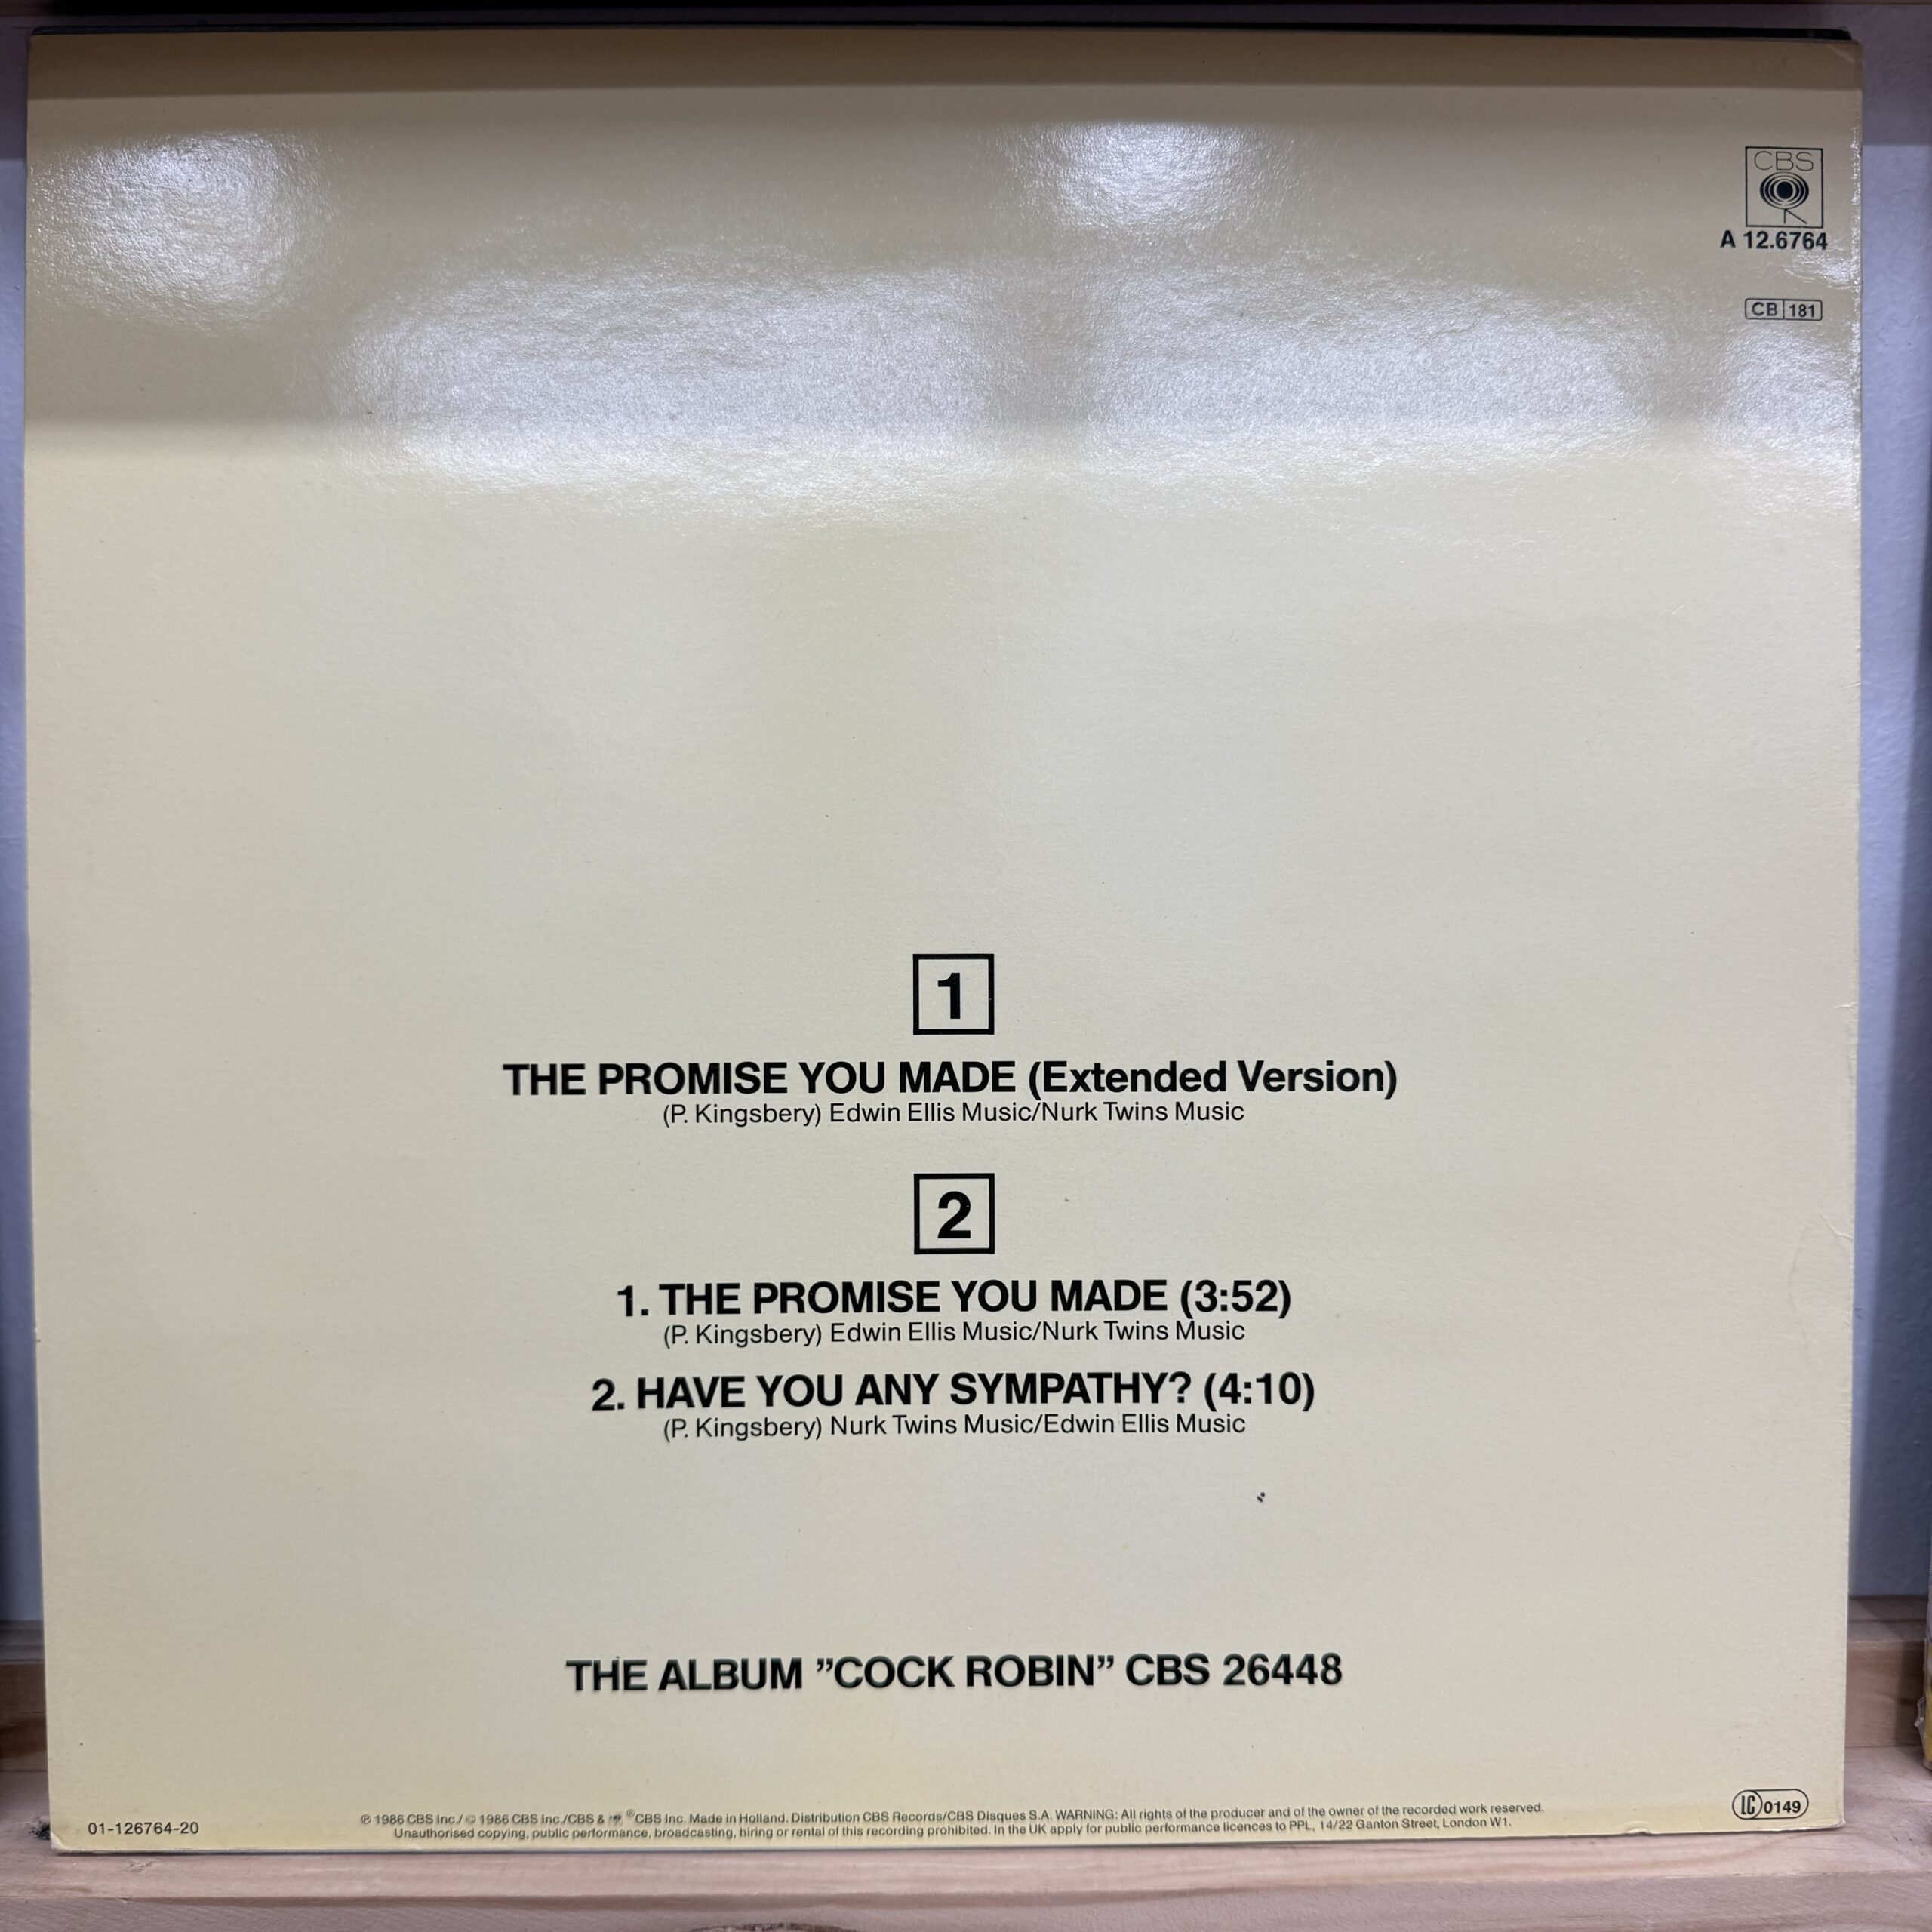 CBS
A 12.6764
CB 181
1
THE PROMISE YOU MADE (Extended Version)
(P. Kingsbery) Edwin Ellis Music/Nurk Twins Music
2
1. THE PROMISE YOU MADE (3:52)
(P. Kingsbery) Edwin Ellis Music/Nurk Twins Music
2. HAVE YOU ANY SYMPATHY? (4:10)
(P. Kingsbery) Nurk Twins Music/Edwin Ellis Music
THE ALBUM ”COCK ROBIN” CBS 26448
LC 0149
01-126764-20
℗ 1986 CBS Inc./ © 1986 CBS Inc./CBS & ® CBS Inc. Made in Holland. Distribution CBS Records/CBS Disques S.A. WARNING: All rights of the producer and of the owner of the recorded work reserved.
Unauthorised copying, public performance, broadcasting, hiring or rental of this recording prohibited. In the UK apply for public performance licences to PPL, 14/22 Ganton Street, London W1.